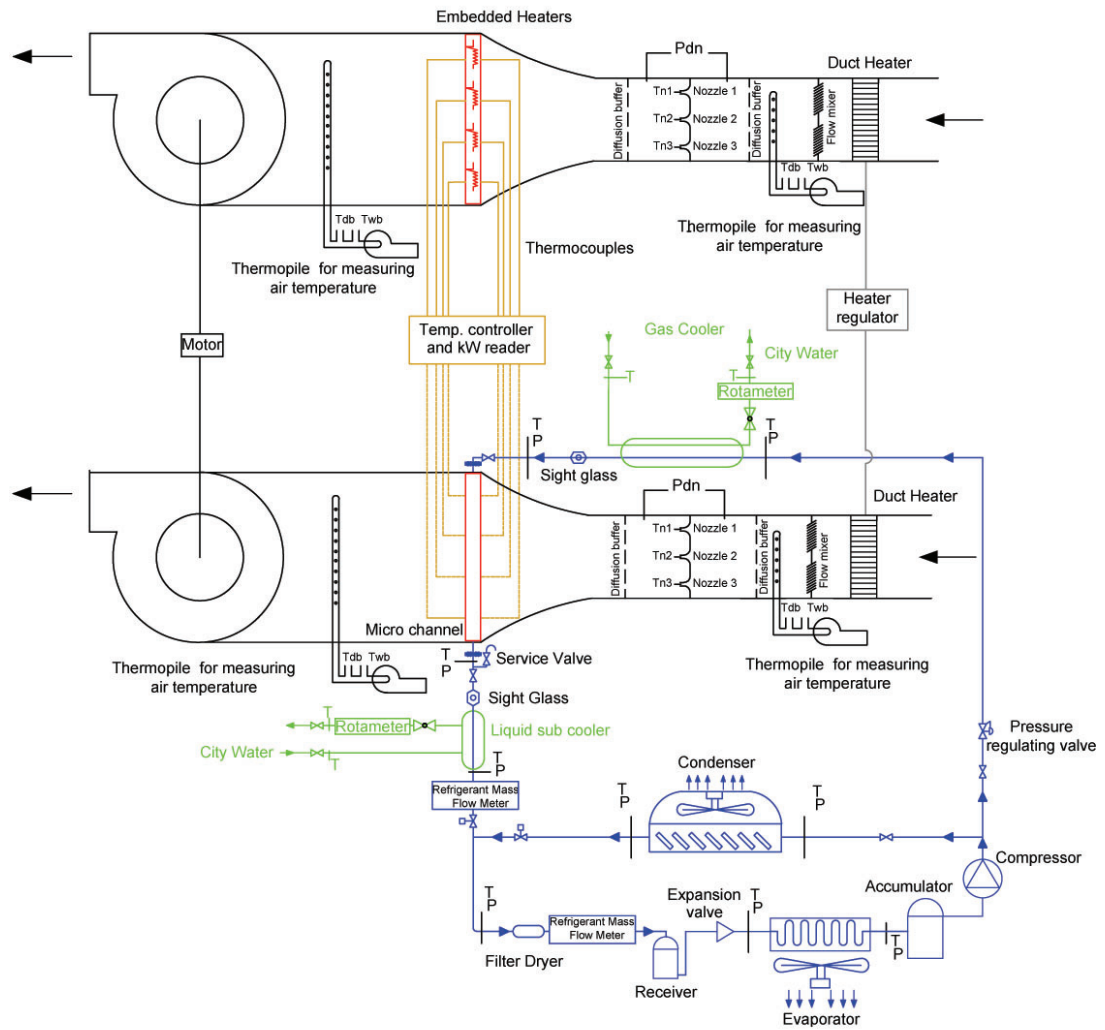 Embedded Heaters
Pdn
Duct Heater
Diffusion buffer
Tn1
Nozzle 1
Tn2
Nozzle 2
Tn3
Nozzle 3
Diffusion buffer
Flow mixer
Tdb Twb
Thermopile for measuring
air temperature
Tdb Twb
Thermopile for measuring
air temperature
Thermocouples
Motor
Temp. controller
and kW reader
Heater
regulator
Gas Cooler
City Water
T
T
Rotameter
T
P
T
P
Sight glass
Pdn
Duct Heater
Diffusion buffer
Tn1
Nozzle 1
Tn2
Nozzle 2
Tn3
Nozzle 3
Diffusion buffer
Flow mixer
Tdb Twb
Thermopile for measuring
air temperature
Micro channel
Tdb Twb
Thermopile for measuring
air temperature
T
P
Service Valve
Sight Glass
T
Rotameter
Liquid sub cooler
City Water
T
T
P
Refrigerant Mass
Flow Meter
Condenser
T
P
T
P
Pressure
regulating valve
Compressor
Accumulator
T
P
Filter Dryer
Refrigerant Mass
Flow Meter
Receiver
Expansion
valve
T
P
T
P
Evaporator